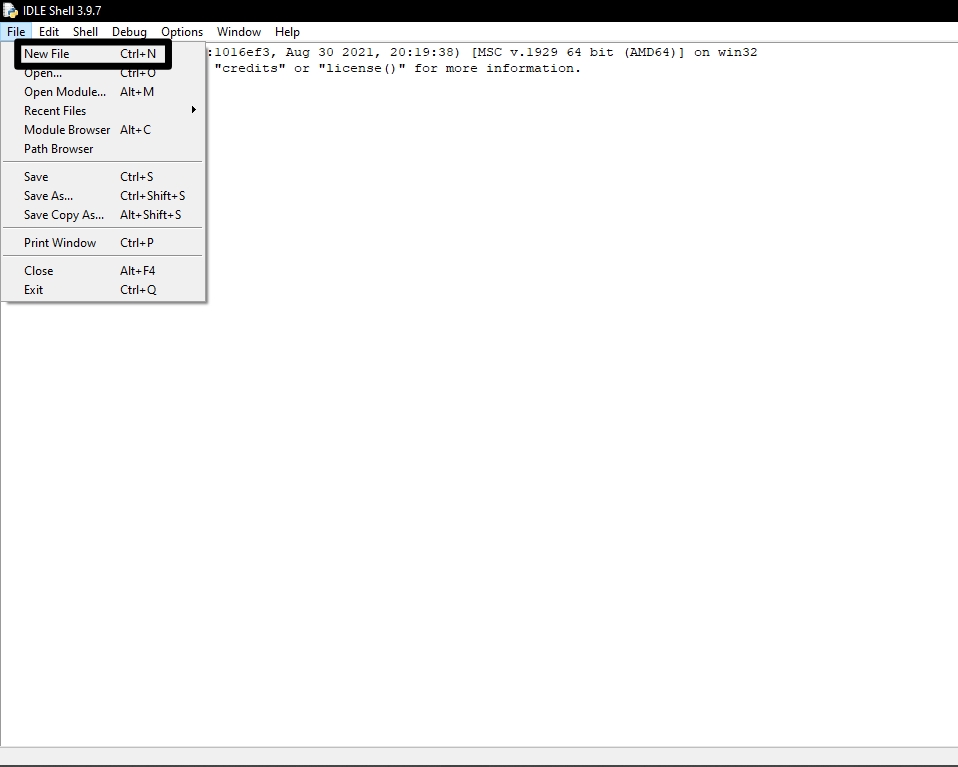 IDLE Shell 3.9.7
File Edit Shell Debug Options Window Help
New File Ctrl+N
Open... Ctrl+O
Open Module... Alt+M
Recent Files
Module Browser Alt+C
Path Browser
Save Ctrl+S
Save As... Ctrl+Shift+S
Save Copy As... Alt+Shift+S
Print Window Ctrl+P
Close Alt+F4
Exit Ctrl+Q
:1016ef3, Aug 30 2021, 20:19:38) [MSC v.1929 64 bit (AMD64)] on win32
"credits" or "license()" for more information.